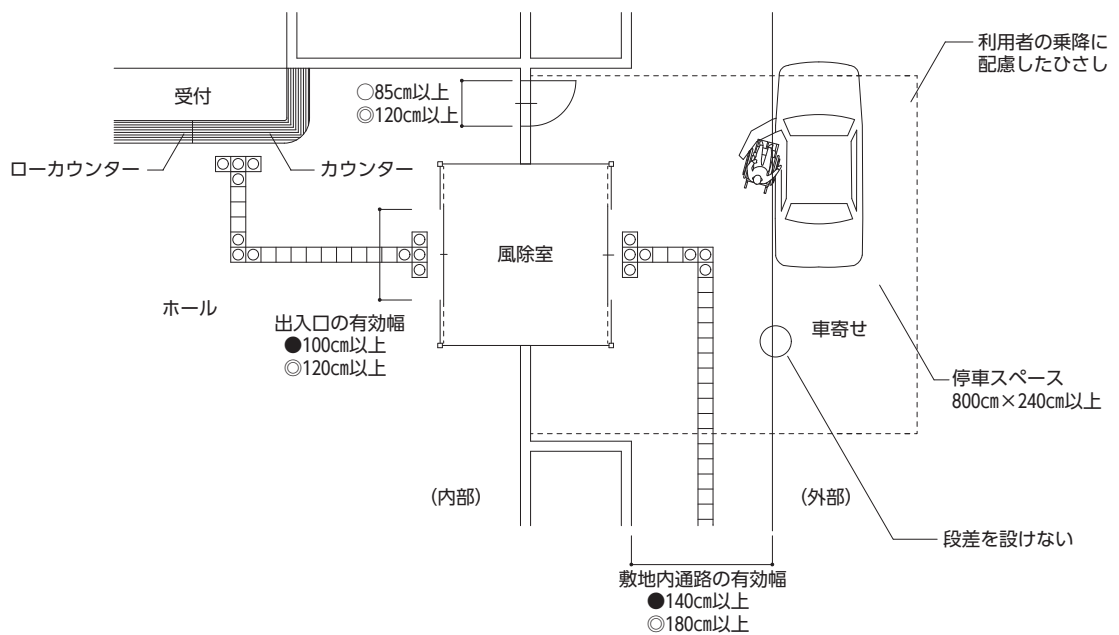 利用者の乗降に
配慮したひさし
受付
○85cm以上
◎120cm以上
ローカウンター
カウンター
風除室
ホール
出入口の有効幅
●100cm以上
◎120cm以上
車寄せ
停車スペース
800cm×240cm以上
(内部)
(外部)
段差を設けない
敷地内通路の有効幅
●140cm以上
◎180cm以上